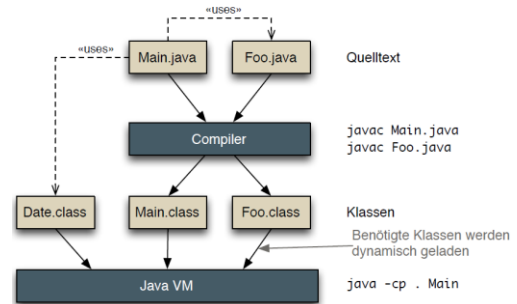 «uses»
«uses»
Main.java
Foo.java
Quelltext
Compiler
javac Main.java
javac Foo.java
Date.class
Main.class
Foo.class
Klassen
Benötigte Klassen werden
dynamisch geladen
Java VM
java -cp . Main